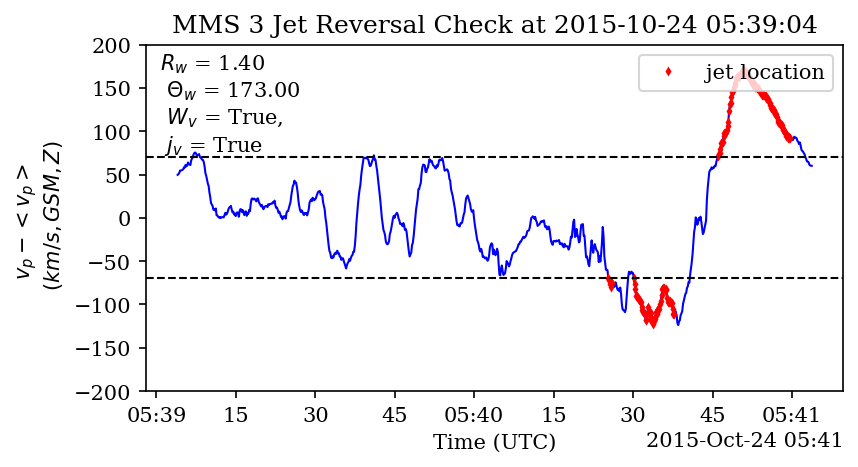 MMS 3 Jet Reversal Check at 2015-10-24 05:39:04
v_p − < v_p >
(km/s, GSM, Z)
200
150
100
50
0
−50
−100
−150
−200
R_w = 1.40
Θ_w = 173.00
W_v = True,
j_v = True
jet location
05:39 15 30 45 05:40 15 30 45 05:41
Time (UTC)
2015-Oct-24 05:41